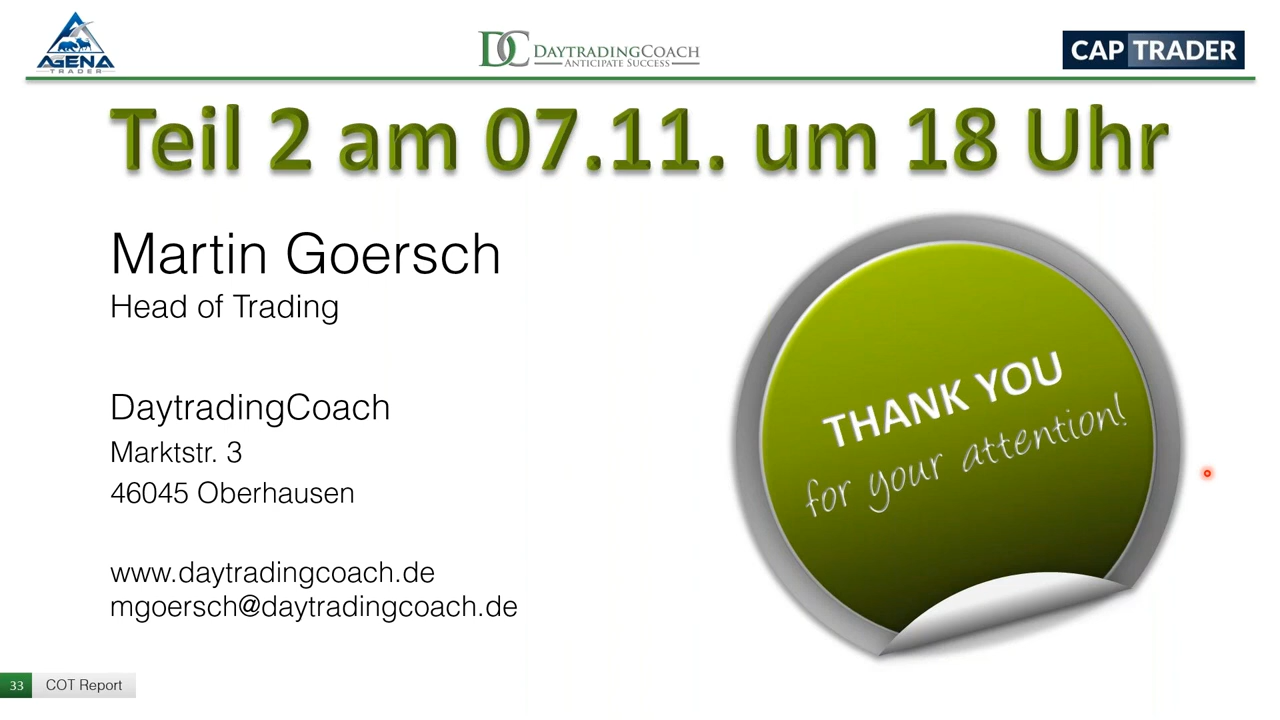 AGENA
TRADER
DC DAYTRADINGCOACH
ANTICIPATE SUCCESS
CAP TRADER
Teil 2 am 07.11. um 18 Uhr
Martin Goersch
Head of Trading
DaytradingCoach
Marktstr. 3
46045 Oberhausen
www.daytradingcoach.de
mgoersch@daytradingcoach.de
THANK YOU
for your attention!
33 COT Report